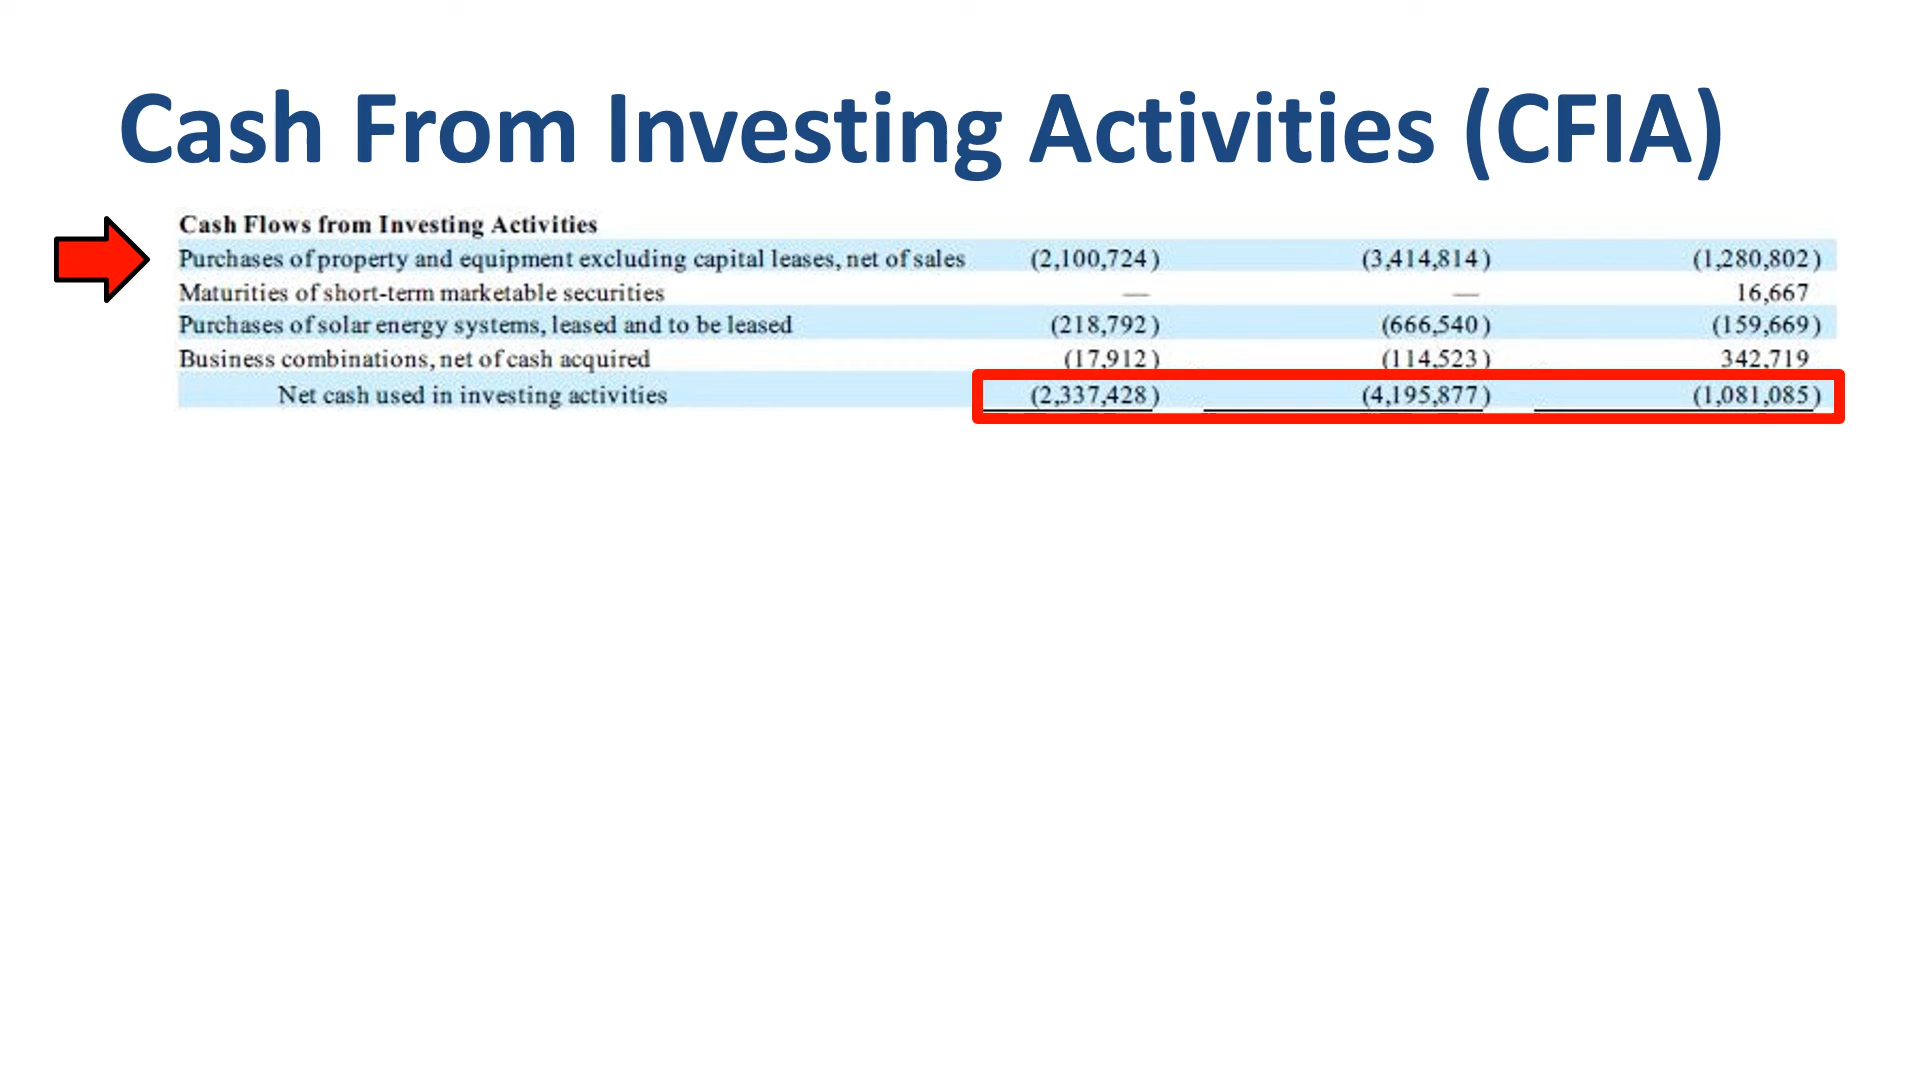 Cash From Investing Activities (CFIA)
Cash Flows from Investing Activities
Purchases of property and equipment excluding capital leases, net of sales (2,100,724) (3,414,814) (1,280,802)
Maturities of short-term marketable securities — — 16,667
Purchases of solar energy systems, leased and to be leased (218,792) (666,540) (159,669)
Business combinations, net of cash acquired (17,912) (114,523) 342,719
Net cash used in investing activities (2,337,428) (4,195,877) (1,081,085)